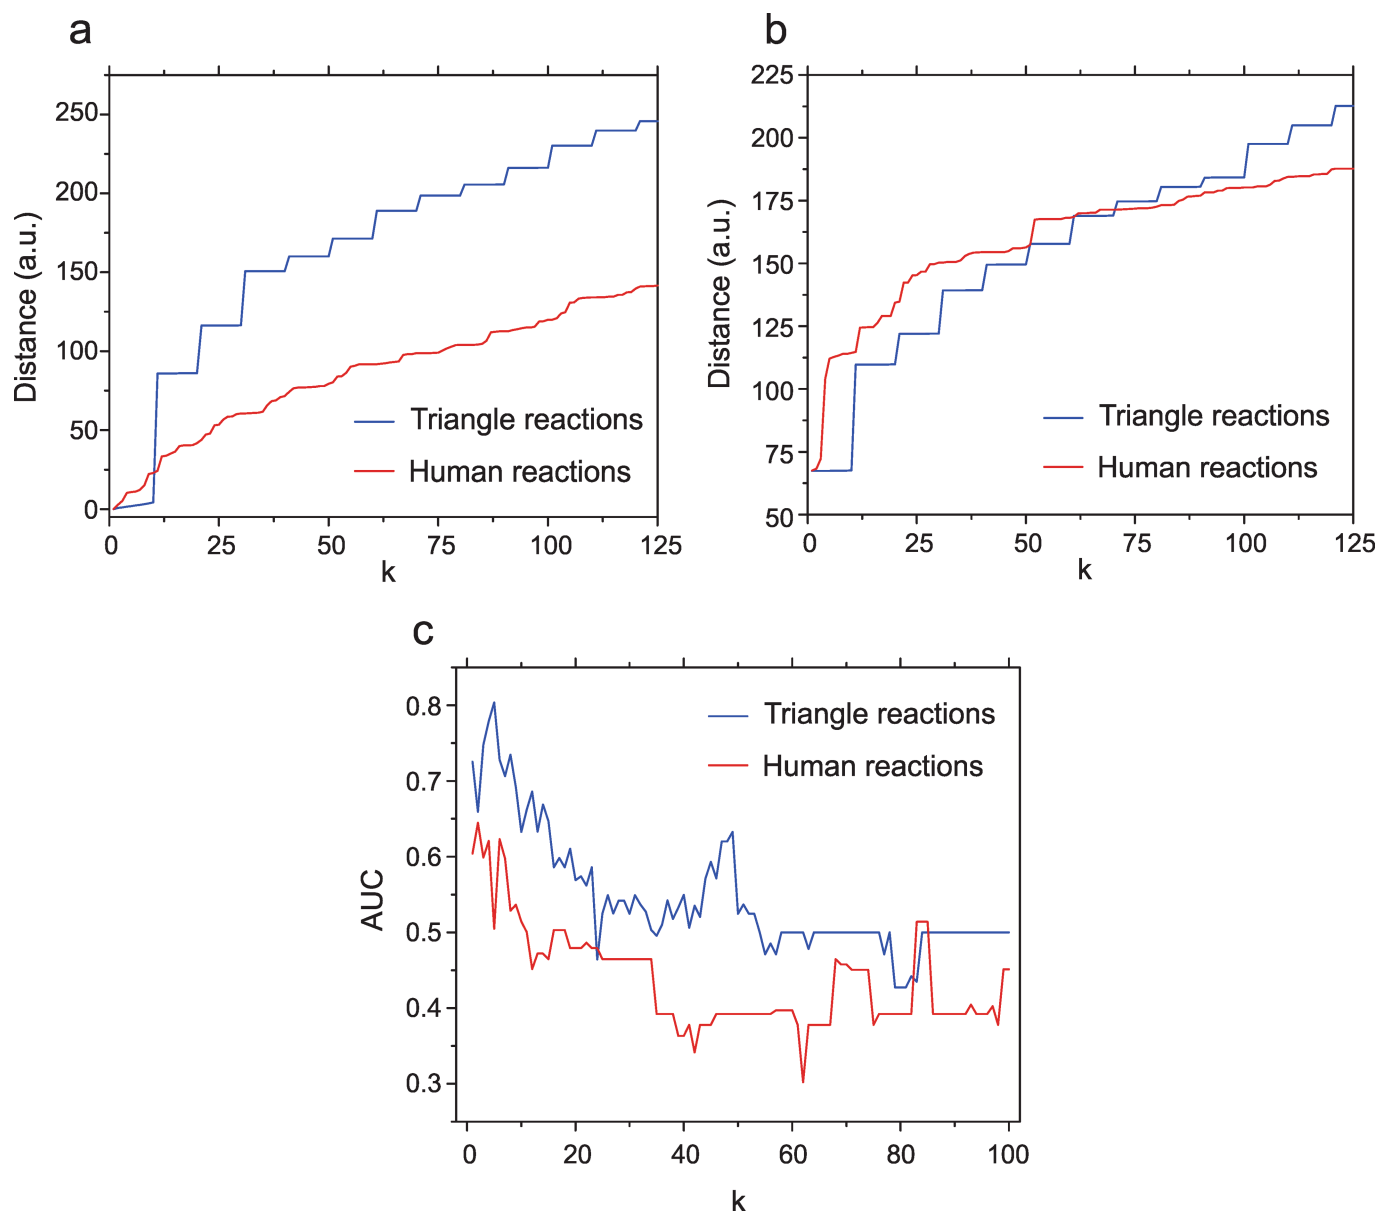 a
250
200
150
100
50
0
Distance (a.u.)
Triangle reactions
Human reactions
0 25 50 75 100 125
k
b
225
200
175
150
125
100
75
50
Distance (a.u.)
Triangle reactions
Human reactions
0 25 50 75 100 125
k
c
0.8
0.7
0.6
0.5
0.4
0.3
AUC
Triangle reactions
Human reactions
0 20 40 60 80 100
k